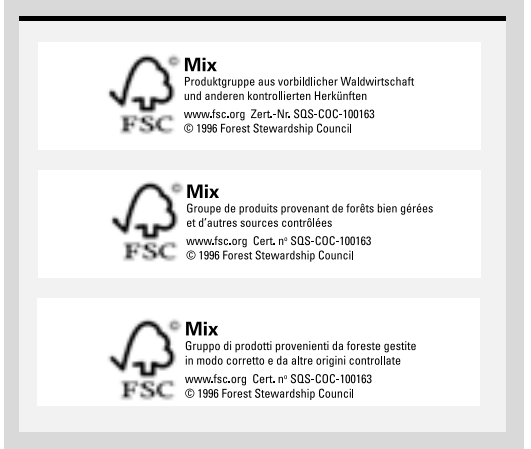 ©
Mix
Produktgruppe aus vorbildlicher Waldwirtschaft
und anderen kontrollierten Herkünften
www.fsc.org Zert.-Nr. SQS-COC-100163
© 1996 Forest Stewardship Council
FSC
©
Mix
Groupe de produits provenant de forêts bien gérées
et d'autres sources contrôlées
www.fsc.org Cert. nº SQS-COC-100163
© 1996 Forest Stewardship Council
FSC
©
Mix
Gruppo di prodotti provenienti da foreste gestite
in modo corretto e da altre origini controllate
www.fsc.org Cert. nº SQS-COC-100163
© 1996 Forest Stewardship Council
FSC